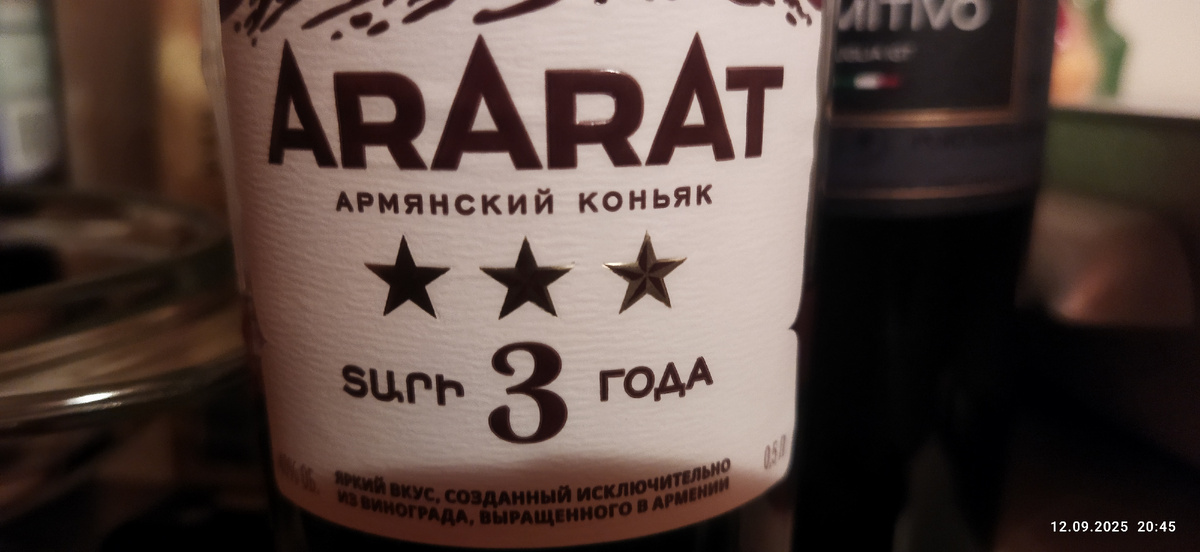 ARARAT
АРМЯНСКИЙ КОНЬЯК
ՏԱՐԻ 3 ГОДА
0,5 Л
ЯРКИЙ ВКУС, СОЗДАННЫЙ ИСКЛЮЧИТЕЛЬНО
ИЗ ВИНОГРАДА, ВЫРАЩЕННОГО В АРМЕНИИ
MITIVO
12.09.2025 20:45